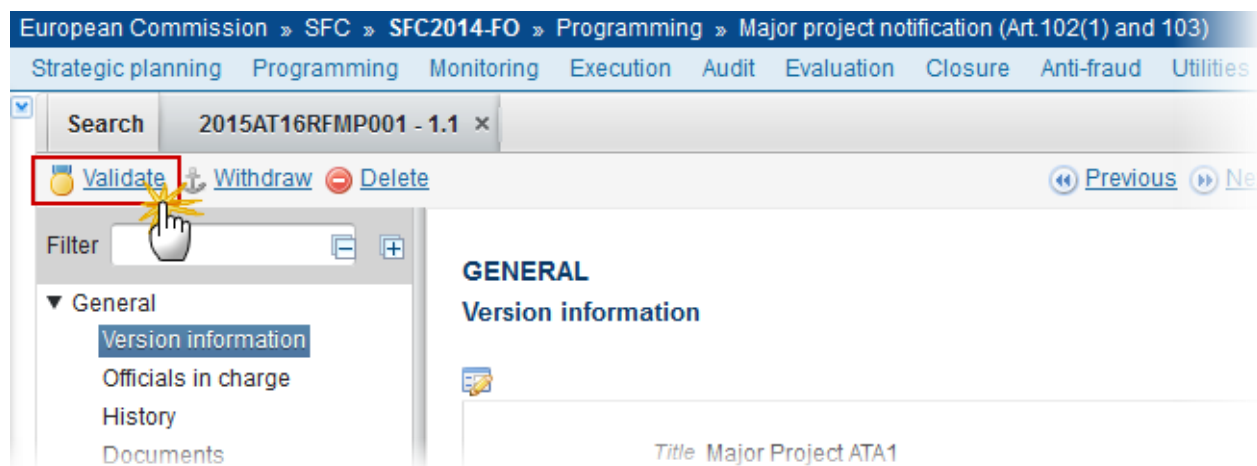 European Commission » SFC » SFC2014-FO » Programming » Major project notification (Art.102(1) and 103)
Strategic planning Programming Monitoring Execution Audit Evaluation Closure Anti-fraud Utilities
Search 2015AT16RFMP001 - 1.1 ×
Validate Withdraw Delete Previous Ne
Filter
GENERAL
▼ General
Version information
Version information
Officials in charge
History
Documents
Title Major Project ATA1